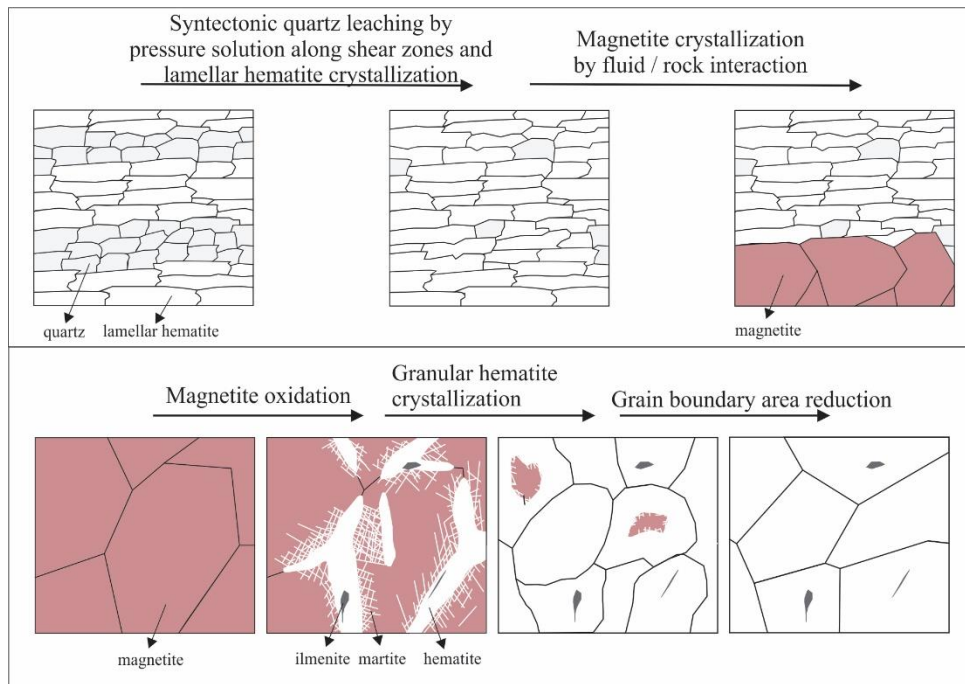 Syntectonic quartz leaching by
pressure solution along shear zones and
lamellar hematite crystallization
Magnetite crystallization
by fluid / rock interaction
quartz
lamellar hematite
magnetite
Magnetite oxidation
Granular hematite
crystallization
Grain boundary area reduction
magnetite
ilmenite
martite
hematite